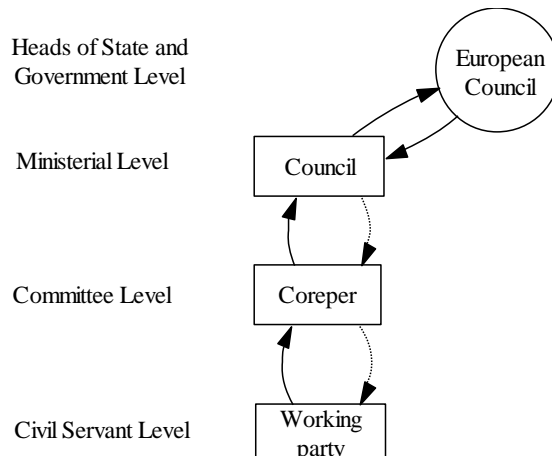 Heads of State and
Government Level
European
Council
Ministerial Level
Council
Committee Level
Coreper
Civil Servant Level
Working
party